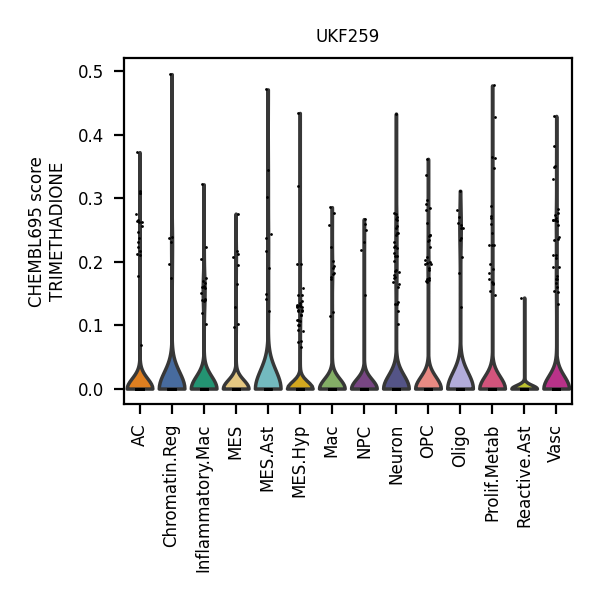 UKF259
CHEMBL695 score
TRIMETHADIONE
0.5
0.4
0.3
0.2
0.1
0.0
AC
Chromatin.Reg
Inflammatory.Mac
MES
MES.Ast
MES.Hyp
Mac
NPC
Neuron
OPC
Oligo
Prolif.Metab
Reactive.Ast
Vasc